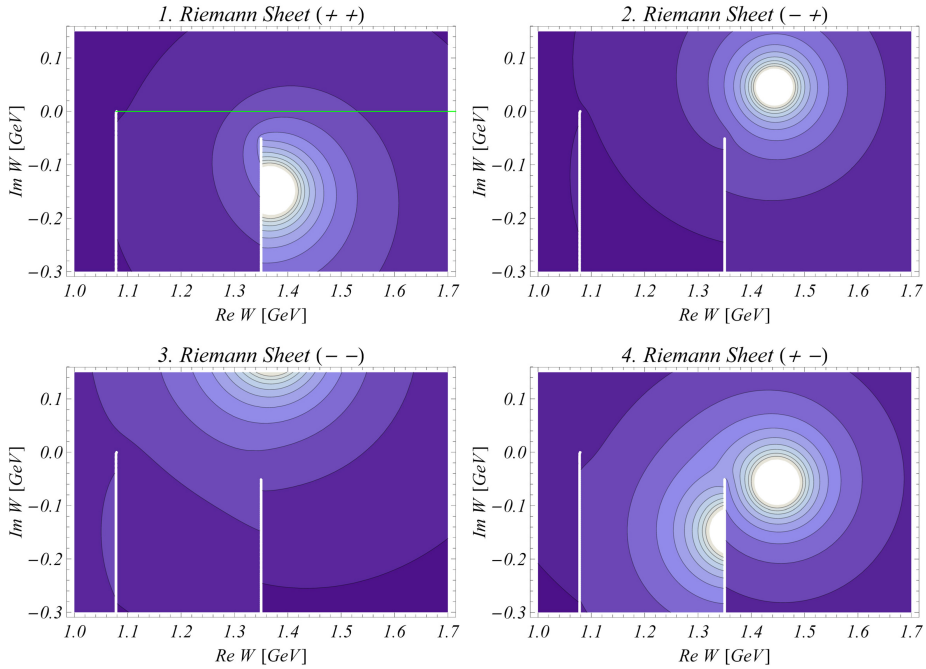 1. Riemann Sheet (+ +)
0.1
0.0
−0.1
−0.2
−0.3
Im W [GeV]
1.0 1.1 1.2 1.3 1.4 1.5 1.6 1.7
Re W [GeV]
2. Riemann Sheet (− +)
0.1
0.0
−0.1
−0.2
−0.3
Im W [GeV]
1.0 1.1 1.2 1.3 1.4 1.5 1.6 1.7
Re W [GeV]
3. Riemann Sheet (− −)
0.1
0.0
−0.1
−0.2
−0.3
Im W [GeV]
1.0 1.1 1.2 1.3 1.4 1.5 1.6 1.7
Re W [GeV]
4. Riemann Sheet (+ −)
0.1
0.0
−0.1
−0.2
−0.3
Im W [GeV]
1.0 1.1 1.2 1.3 1.4 1.5 1.6 1.7
Re W [GeV]